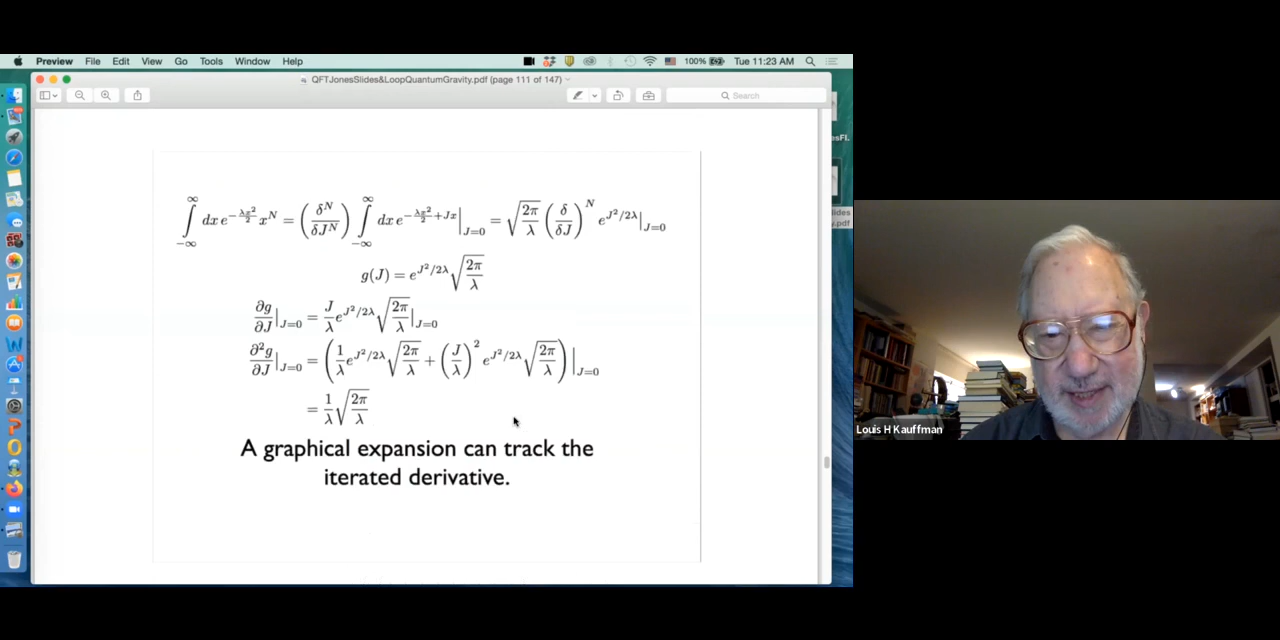 Preview File Edit View Go Tools Window Help 100% Tue 11:23 AM
QFTJonesSlides&LoopQuantumGravity.pdf (page 111 of 147)
Search
∫_{-∞}^{∞} dx e^{-λx²/2} x^N = (δ^N/δJ^N) ∫_{-∞}^{∞} dx e^{-λx²/2 + Jx}|_{J=0} = √(2π/λ) (δ/δJ)^N e^{J²/2λ}|_{J=0}
g(J) = e^{J²/2λ} √(2π/λ)
∂g/∂J|_{J=0} = J/λ e^{J²/2λ} √(2π/λ)|_{J=0}
∂²g/∂J|_{J=0} = (1/λ e^{J²/2λ} √(2π/λ) + (J/λ)² e^{J²/2λ} √(2π/λ))|_{J=0}
= 1/λ √(2π/λ)
A graphical expansion can track the
iterated derivative.
Louis H Kauffman